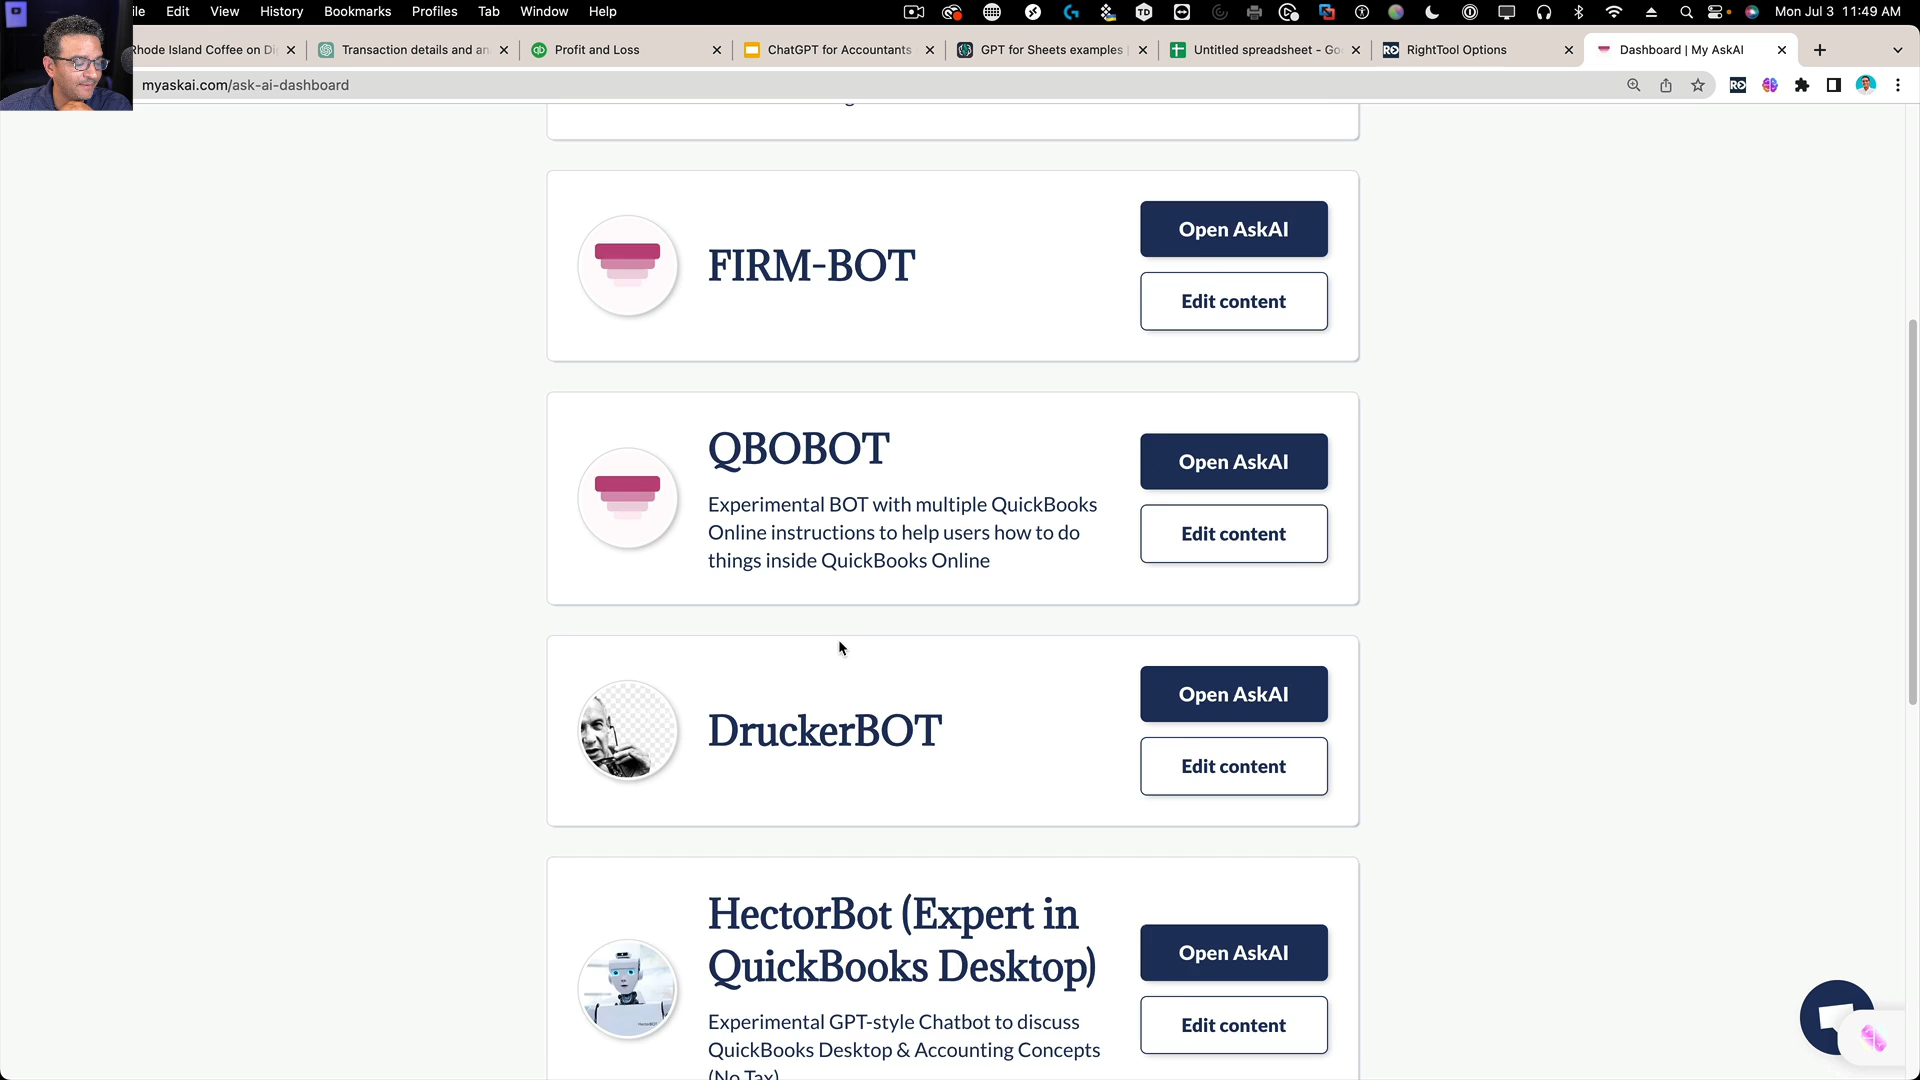 ile Edit View History Bookmarks Profiles Tab Window Help
Mon Jul 3 11:49 AM
Rhode Island Coffee on Di
Transaction details and an
Profit and Loss
ChatGPT for Accountants
GPT for Sheets examples
Untitled spreadsheet - Go
RightTool Options
Dashboard | My AskAI
myaskai.com/ask-ai-dashboard
FIRM-BOT
Open AskAI
Edit content
QBOBOT
Experimental BOT with multiple QuickBooks
Online instructions to help users how to do
things inside QuickBooks Online
Open AskAI
Edit content
DruckerBOT
Open AskAI
Edit content
HectorBot (Expert in
QuickBooks Desktop)
Experimental GPT-style Chatbot to discuss
QuickBooks Desktop & Accounting Concepts
(No Tax)
Open AskAI
Edit content